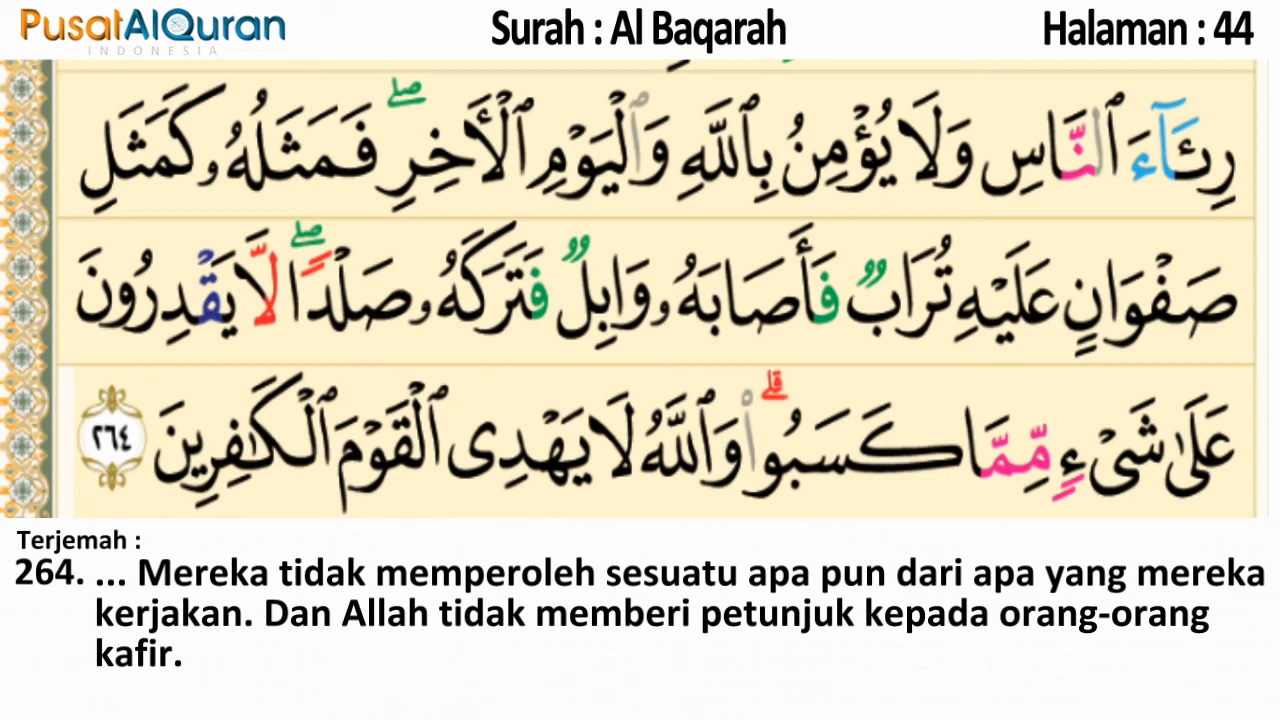 PusatAlQuran
INDONESIA
Surah : Al Baqarah
Halaman : 44
رِئَآءَ ٱلنَّاسِ وَلَا يُؤْمِنُ بِٱللَّهِ وَٱلْيَوْمِ ٱلْأَخِرِ ۖ فَمَثَلُهُۥ كَمَثَلِ
صَفْوَانٍ عَلَيْهِ تُرَابٌ فَأَصَابَهُۥ وَابِلٌ فَتَرَكَهُۥ صَلْدًا ۖ لَّا يَقْدِرُونَ
عَلَىٰ شَىْءٍ مِّمَّا كَسَبُوا۟ ۗ وَٱللَّهُ لَا يَهْدِى ٱلْقَوْمَ ٱلْكَٰفِرِينَ ٢٦٤
Terjemah :
264. ... Mereka tidak memperoleh sesuatu apa pun dari apa yang mereka
kerjakan. Dan Allah tidak memberi petunjuk kepada orang-orang
kafir.